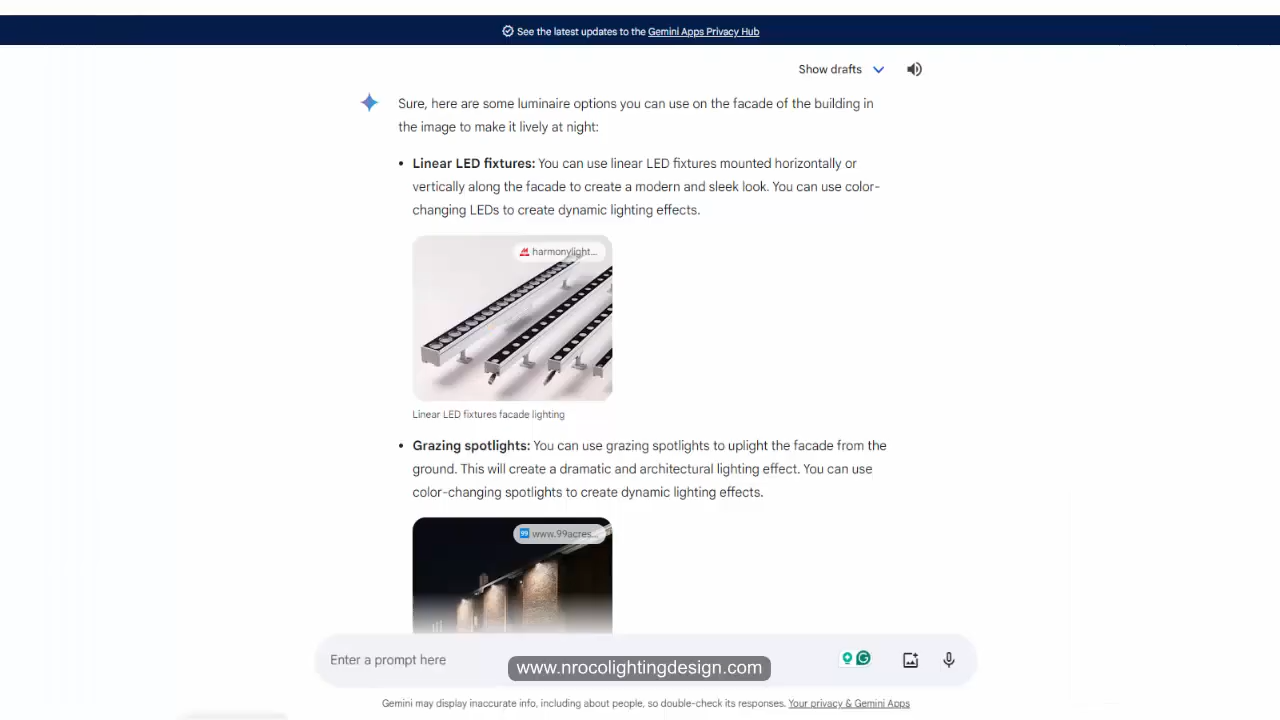 See the latest updates to the Gemini Apps Privacy Hub
Show drafts
Sure, here are some luminaire options you can use on the facade of the building in
the image to make it lively at night:
• Linear LED fixtures: You can use linear LED fixtures mounted horizontally or
vertically along the facade to create a modern and sleek look. You can use color-
changing LEDs to create dynamic lighting effects.
harmonylight...
Linear LED fixtures facade lighting
• Grazing spotlights: You can use grazing spotlights to uplight the facade from the
ground. This will create a dramatic and architectural lighting effect. You can use
color-changing spotlights to create dynamic lighting effects.
99 www.99acres...
Enter a prompt here
www.nrocolightingdesign.com
Gemini may display inaccurate info, including about people, so double-check its responses. Your privacy & Gemini Apps